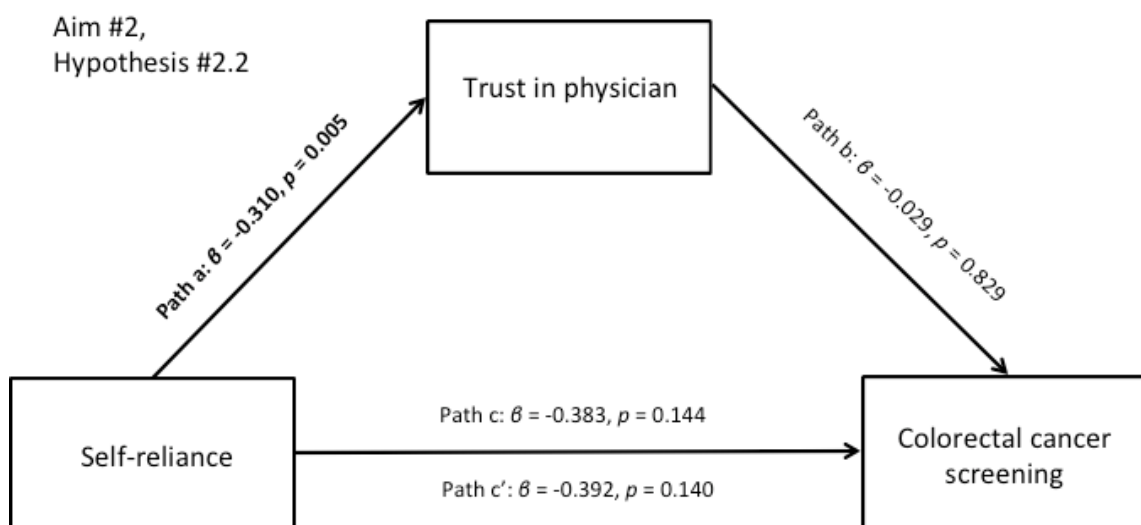 Aim #2,
Hypothesis #2.2
Trust in physician
Path a: β = -0.310, p = 0.005
Path b: β = -0.029, p = 0.829
Self-reliance
Path c: β = -0.383, p = 0.144
Path c’: β = -0.392, p = 0.140
Colorectal cancer
screening